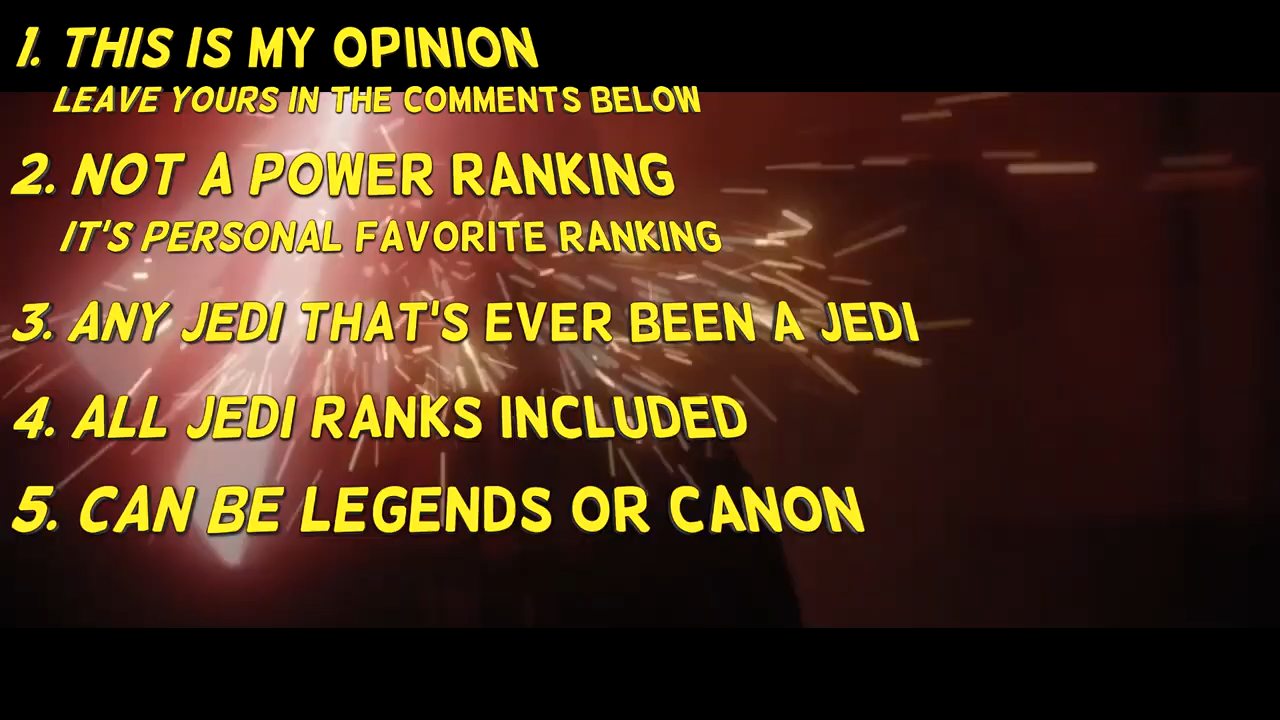 1. THIS IS MY OPINION
LEAVE YOURS IN THE COMMENTS BELOW
2. NOT A POWER RANKING
IT'S PERSONAL FAVORITE RANKING
3. ANY JEDI THAT'S EVER BEEN A JEDI
4. ALL JEDI RANKS INCLUDED
5. CAN BE LEGENDS OR CANON